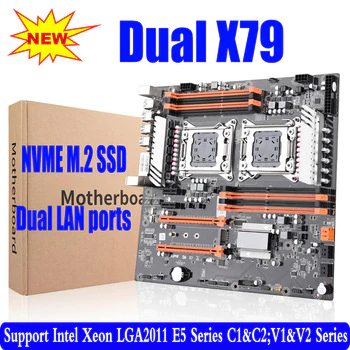 NEW
Dual X79
NVME M.2 SSD
Motherboard
Motherboa
Dual LAN ports
Support Intel Xeon LGA2011 E5 Series C1&C2;V1&V2 Series